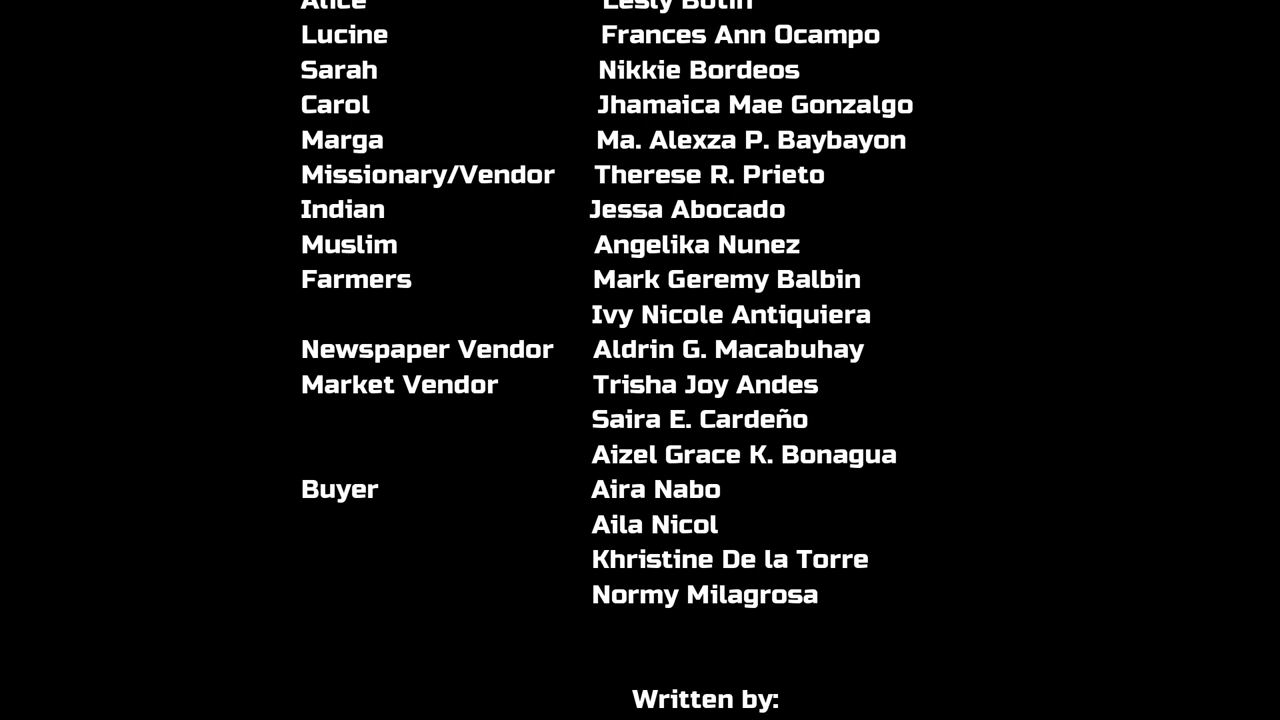 Alice Lesly Botin
Lucine Frances Ann Ocampo
Sarah Nikkie Bordeos
Carol Jhamaica Mae Gonzalgo
Marga Ma. Alexza P. Baybayon
Missionary/Vendor Therese R. Prieto
Indian Jessa Abocado
Muslim Angelika Nunez
Farmers Mark Geremy Balbin
Ivy Nicole Antiquiera
Newspaper Vendor Aldrin G. Macabuhay
Market Vendor Trisha Joy Andes
Saira E. Cardeño
Aizel Grace K. Bonagua
Buyer Aira Nabo
Aila Nicol
Khristine De la Torre
Normy Milagrosa
Written by: